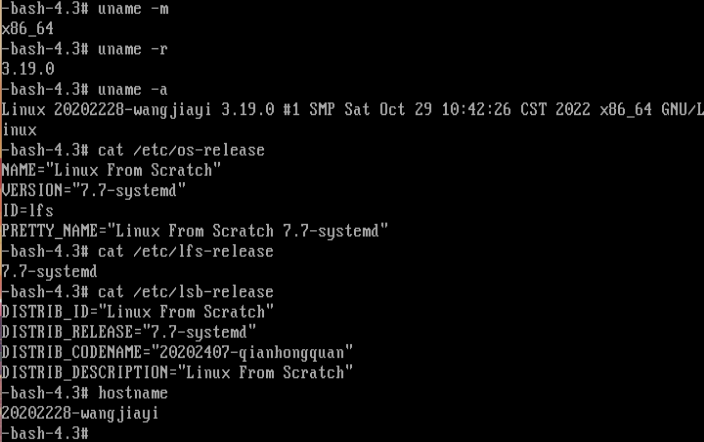 -bash-4.3# uname -m
x86_64
-bash-4.3# uname -r
3.19.0
-bash-4.3# uname -a
Linux 20202228-wangjiayi 3.19.0 #1 SMP Sat Oct 29 10:42:26 CST 2022 x86_64 GNU/L
inux
-bash-4.3# cat /etc/os-release
NAME="Linux From Scratch"
VERSION="7.7-systemd"
ID=lfs
PRETTY_NAME="Linux From Scratch 7.7-systemd"
-bash-4.3# cat /etc/lfs-release
7.7-systemd
-bash-4.3# cat /etc/lsb-release
DISTRIB_ID="Linux From Scratch"
DISTRIB_RELEASE="7.7-systemd"
DISTRIB_CODENAME="20202407-qianhongquan"
DISTRIB_DESCRIPTION="Linux From Scratch"
-bash-4.3# hostname
20202228-wangjiayi
-bash-4.3#